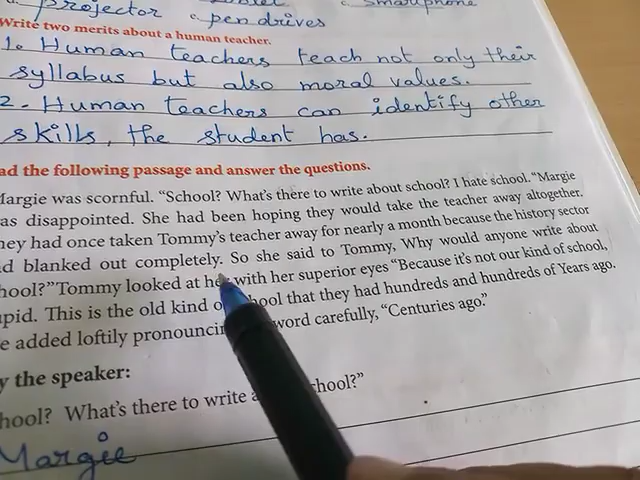 projector c. pen drives c. Smartphone
Write two merits about a human teacher.
1. Human teachers teach not only their
syllabus but also moral values.
2. Human teachers can identify other
skills, the student has.
ad the following passage and answer the questions.
Margie was scornful. "School? What's there to write about school? I hate school. "Margie
as disappointed. She had been hoping they would take the teacher away altogether.
hey had once taken Tommy's teacher away for nearly a month because the history sector
d blanked out completely. So she said to Tommy, Why would anyone write about
hool?" Tommy looked at he with her superior eyes "Because it's not our kind of school,
upid. This is the old kind o hool that they had hundreds and hundreds of Years ago.
e added loftily pronouncin word carefully, "Centuries ago."
y the speaker:
hool? What's there to write a hool?"
Margie